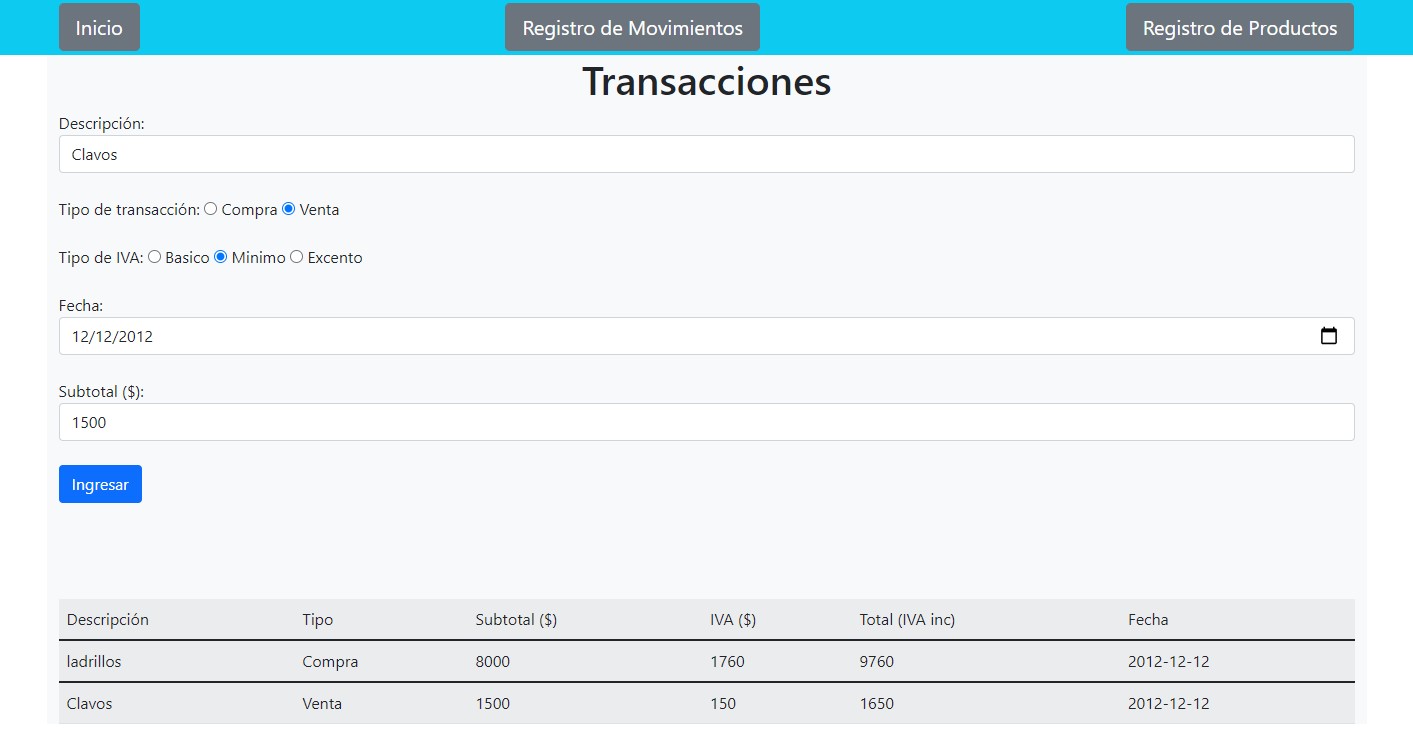 Inicio Registro de Movimientos Registro de Productos
Transacciones
Descripción:
Clavos
Tipo de transacción: Compra Venta
Tipo de IVA: Basico Minimo Excento
Fecha:
12/12/2012
Subtotal ($):
1500
Ingresar
Descripción Tipo Subtotal ($) IVA ($) Total (IVA inc) Fecha
ladrillos Compra 8000 1760 9760 2012-12-12
Clavos Venta 1500 150 1650 2012-12-12